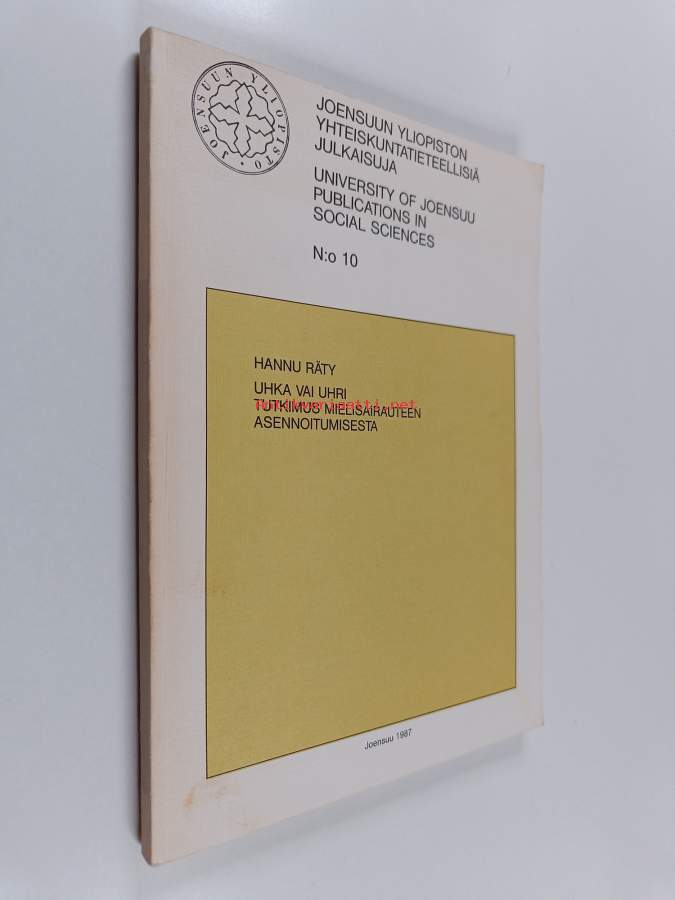 JOENSUUN YLIOPISTO
JOENSUUN YLIOPISTON
YHTEISKUNTATIETEELLISIÄ
JULKAISUJA
UNIVERSITY OF JOENSUU
PUBLICATIONS IN
SOCIAL SCIENCES
N:o 10
HANNU RÄTY
UHKA VAI UHRI
TUTKIMUS MIELISAIRAUTEEN
ASENNOITUMISESTA
Joensuu 1987